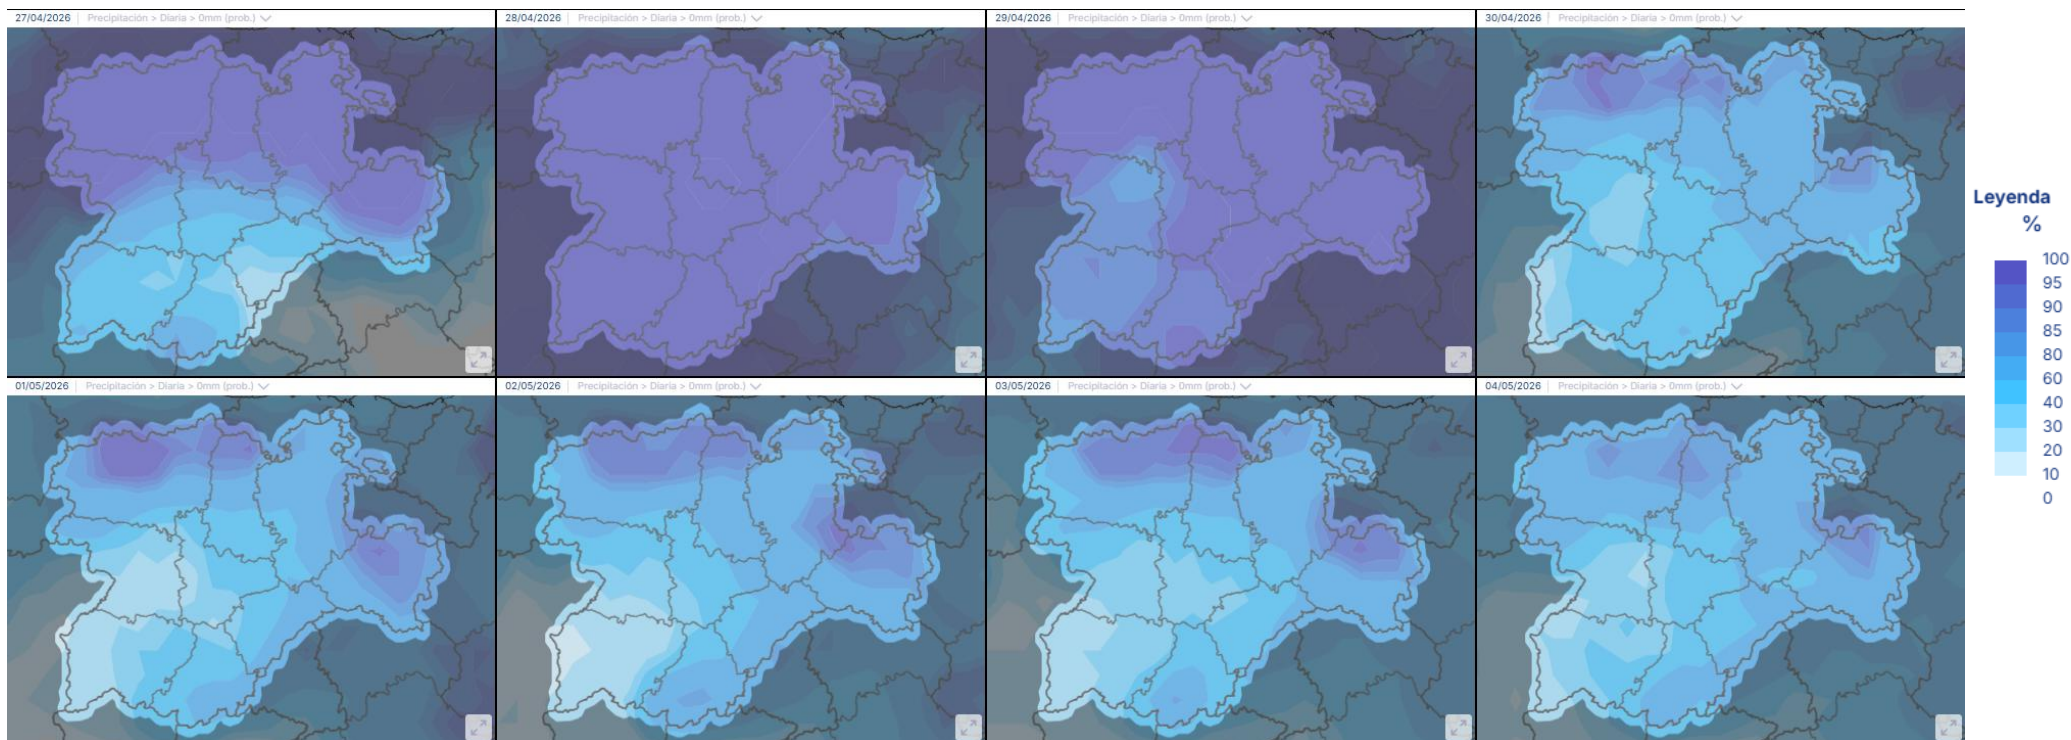 27/04/2026 Precipitación > Diaria > 0mm (prob.)
28/04/2026 Precipitación > Diaria > 0mm (prob.)
29/04/2026 Precipitación > Diaria > 0mm (prob.)
30/04/2026 Precipitación > Diaria > 0mm (prob.)
01/05/2026 Precipitación > Diaria > 0mm (prob.)
02/05/2026 Precipitación > Diaria > 0mm (prob.)
03/05/2026 Precipitación > Diaria > 0mm (prob.)
04/05/2026 Precipitación > Diaria > 0mm (prob.)
Leyenda
%
100
95
90
85
80
60
40
30
20
10
0